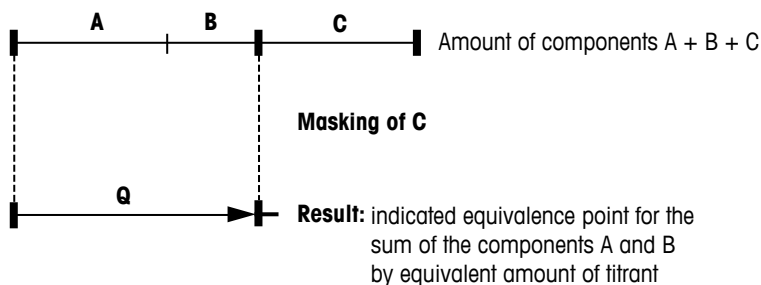 A B C
Amount of components A + B + C
Masking of C
Q
Result: indicated equivalence point for the
sum of the components A and B
by equivalent amount of titrant